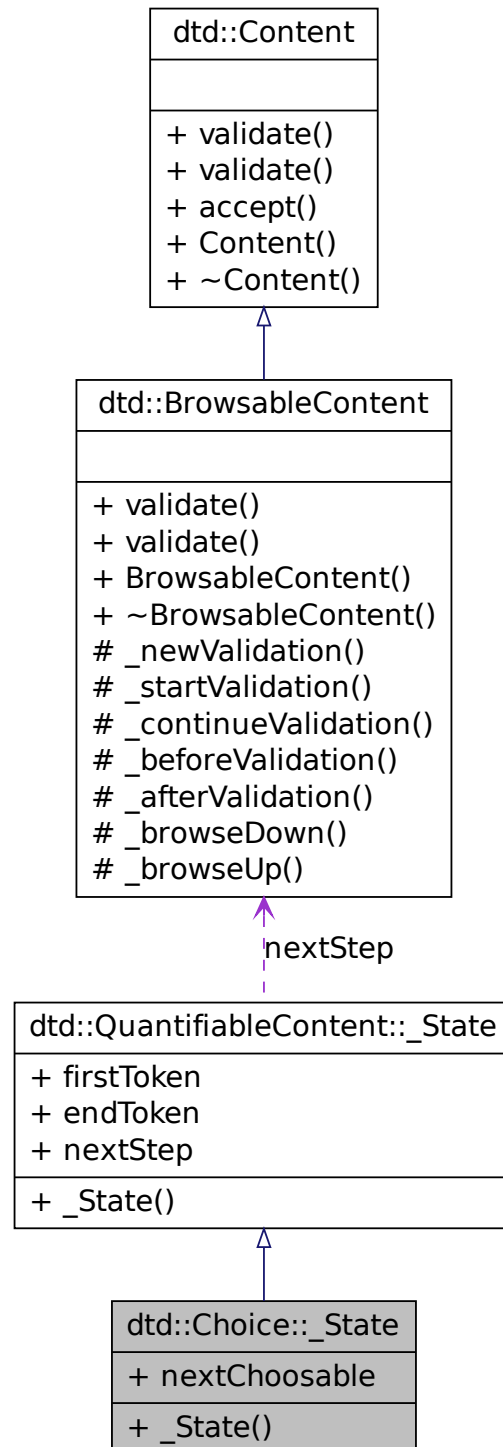 dtd::Content
+ validate()
+ validate()
+ accept()
+ Content()
+ ~Content()
dtd::BrowsableContent
+ validate()
+ validate()
+ BrowsableContent()
+ ~BrowsableContent()
# _newValidation()
# _startValidation()
# _continueValidation()
# _beforeValidation()
# _afterValidation()
# _browseDown()
# _browseUp()
nextStep
dtd::QuantifiableContent::_State
+ firstToken
+ endToken
+ nextStep
+ _State()
dtd::Choice::_State
+ nextChoosable
+ _State()